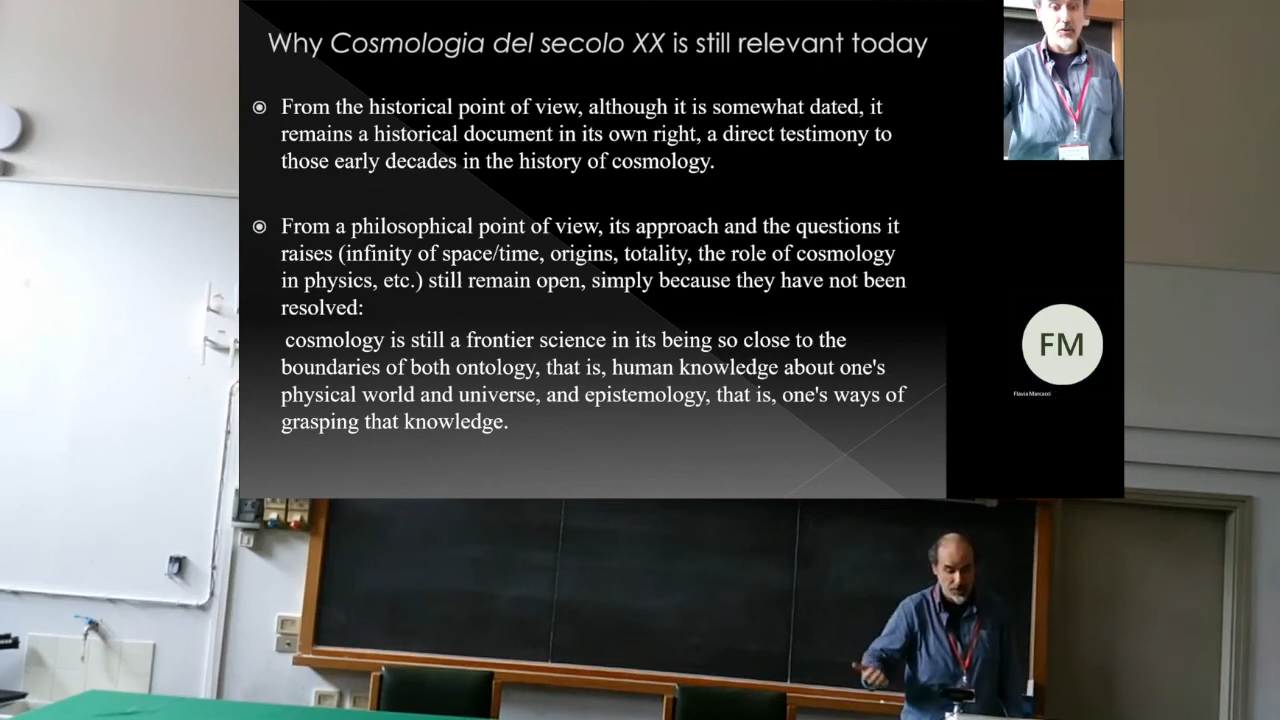 Why Cosmologia del secolo XX is still relevant today
From the historical point of view, although it is somewhat dated, it
remains a historical document in its own right, a direct testimony to
those early decades in the history of cosmology.
From a philosophical point of view, its approach and the questions it
raises (infinity of space/time, origins, totality, the role of cosmology
in physics, etc.) still remain open, simply because they have not been
resolved:
cosmology is still a frontier science in its being so close to the
boundaries of both ontology, that is, human knowledge about one's
physical world and universe, and epistemology, that is, one's ways of
grasping that knowledge.
FM
Flavia Marcacci